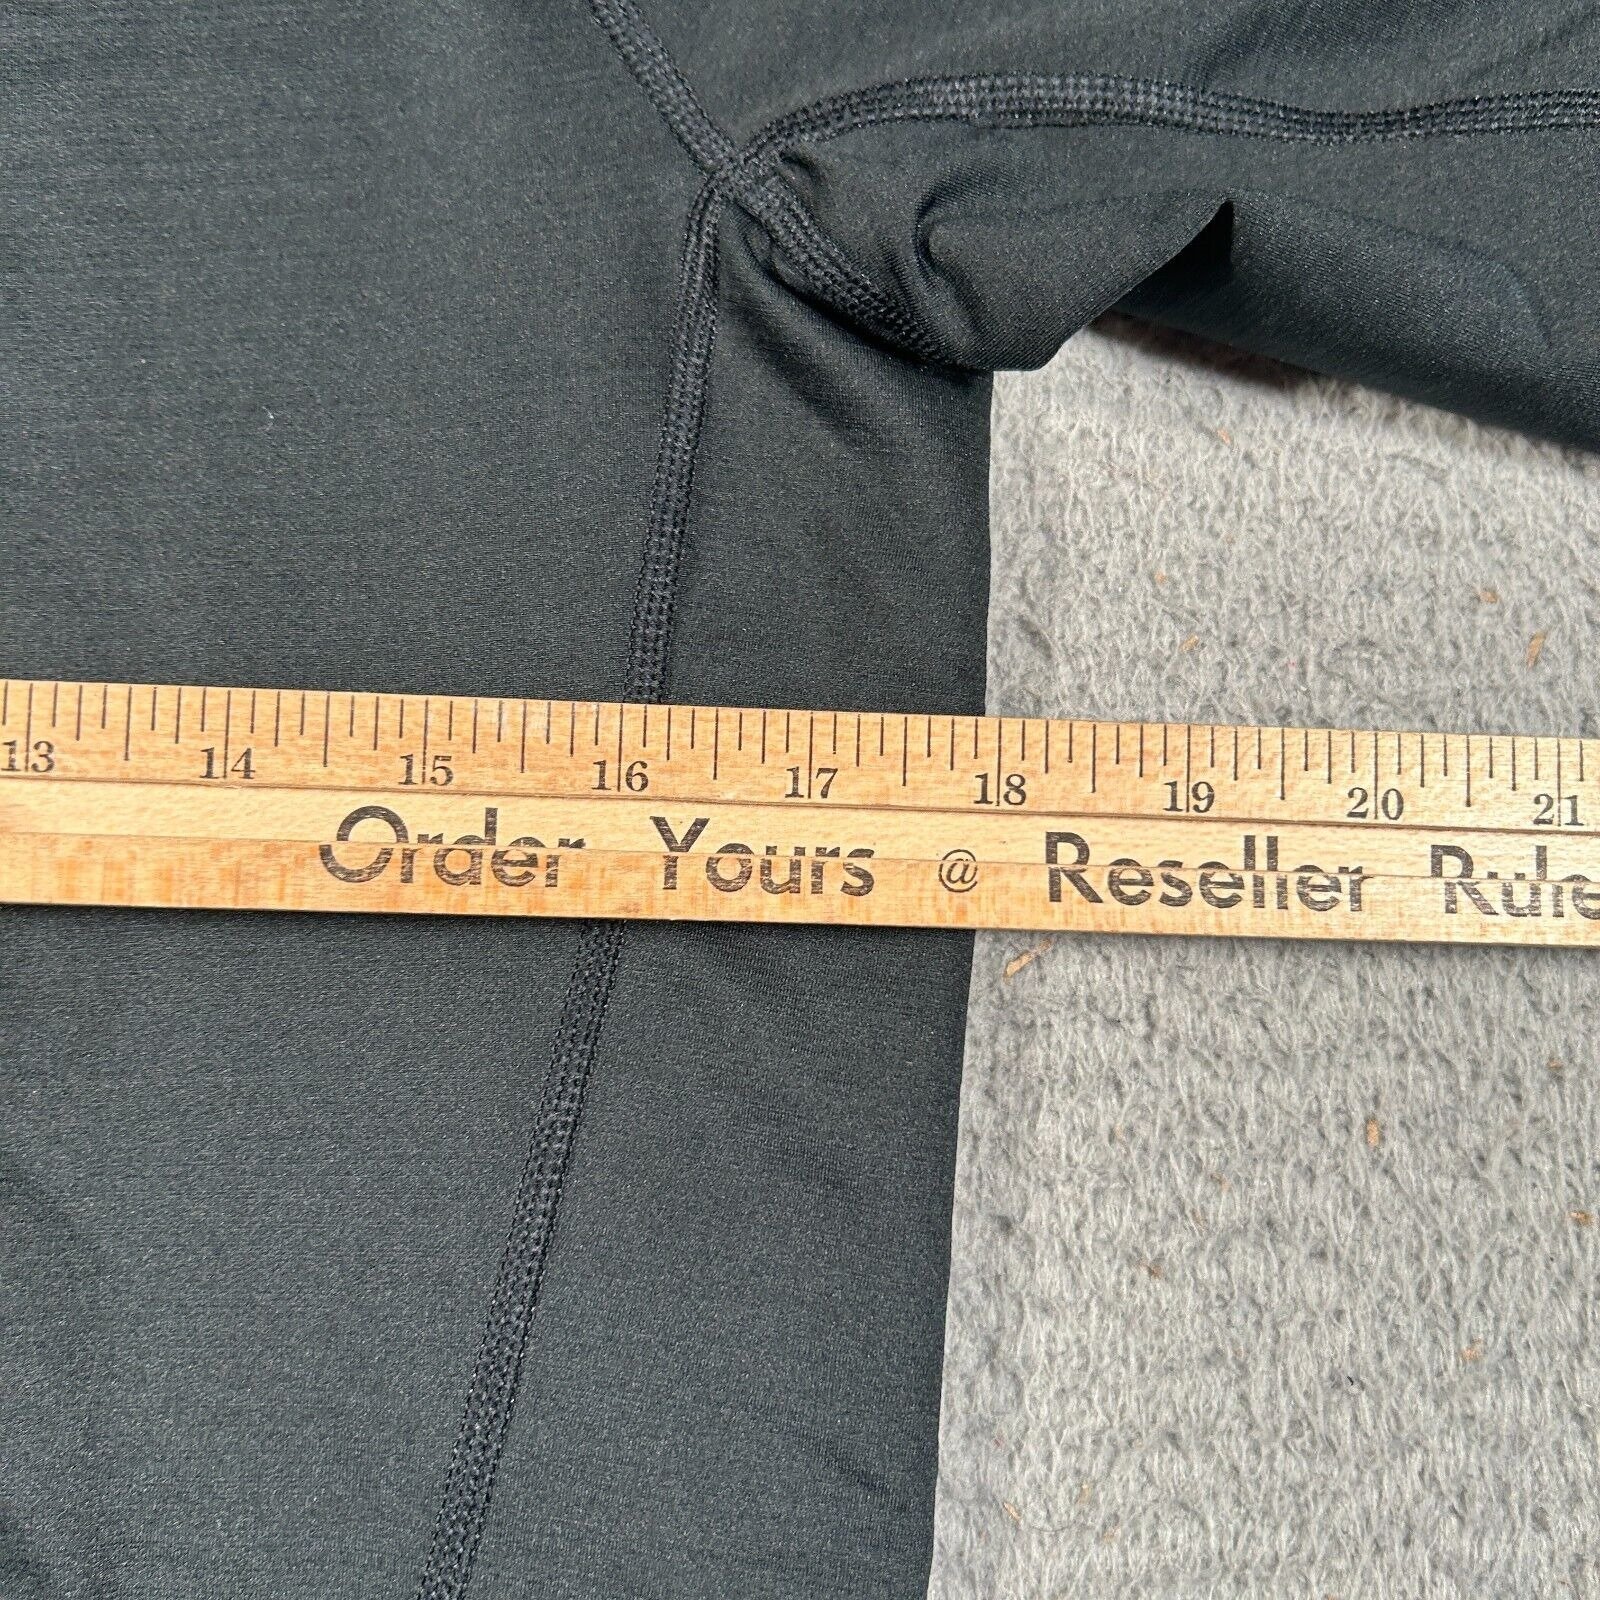 13 14 15 16 17 18 19 20 21
Order Yours @ Reseller Rule